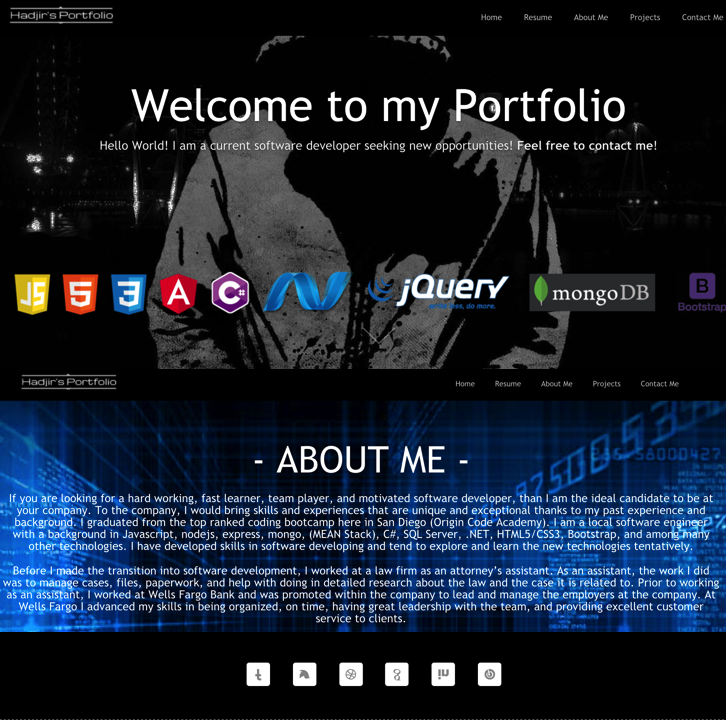 Hadjir's Portfolio
Home Resume About Me Projects Contact Me
Welcome to my Portfolio
Hello World! I am a current software developer seeking new opportunities! Feel free to contact me!
JS 5 3 A C# jQuery mongoDB B
do more.
Bootstrap
Hadjir's Portfolio
Home Resume About Me Projects Contact Me
- ABOUT ME -
If you are looking for a hard working, fast learner, team player, and motivated software developer, than I am the ideal candidate to be at
your company. To the company, I would bring skills and experiences that are unique and exceptional thanks to my past experience and
background. I graduated from the top ranked coding bootcamp here in San Diego (Origin Code Academy). I am a local software engineer
with a background in Javascript, nodejs, express, mongo, (MEAN Stack), C#, SQL Server, .NET, HTML5/CSS3, Bootstrap, and among many
other technologies. I have developed skills in software developing and tend to explore and learn the new technologies tentatively.
Before I made the transition into software development, I worked at a law firm as an attorney's assistant. As an assistant, the work I did
was to manage cases, files, paperwork, and help with doing in detailed research about the law and the case it is related to. Prior to working
as an assistant, I worked at Wells Fargo Bank and was promoted within the company to lead and manage the employers at the company. At
Wells Fargo I advanced my skills in being organized, on time, having great leadership with the team, and providing excellent customer
service to clients.